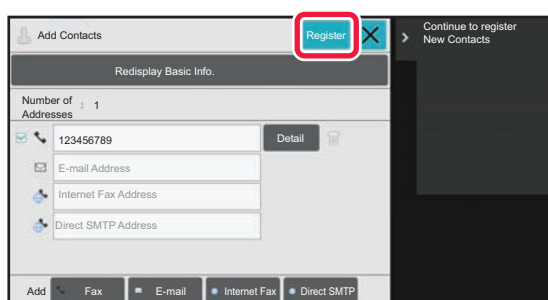 Add Contacts
Register
Continue to register
New Contacts
Redisplay Basic Info.
Number of : 1
Addresses
123456789
Detail
E-mail Address
Internet Fax Address
Direct SMTP Address
Add
Fax
E-mail
Internet Fax
Direct SMTP